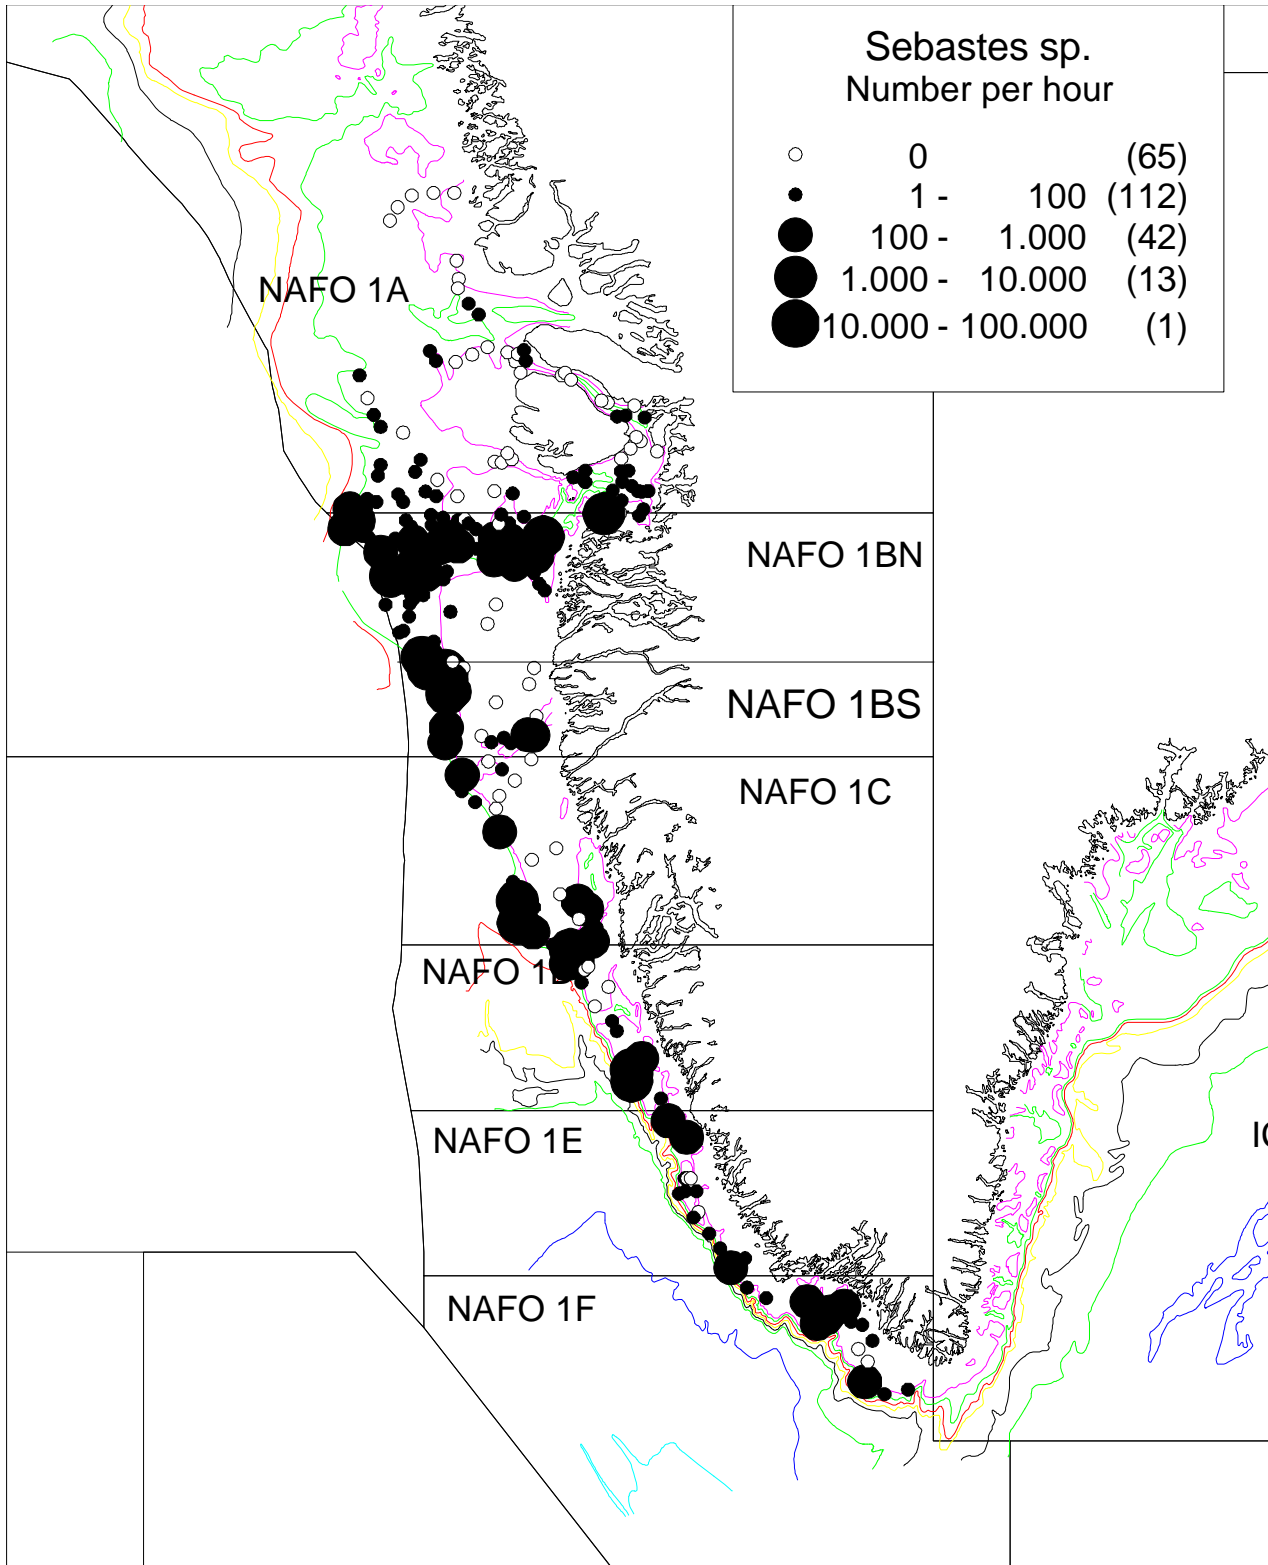 Sebastes sp.
Number per hour
0 (65)
1 - 100 (112)
100 - 1.000 (42)
1.000 - 10.000 (13)
10.000 - 100.000 (1)
NAFO 1A
NAFO 1BN
NAFO 1BS
NAFO 1C
NAFO
NAFO 1E
NAFO 1F